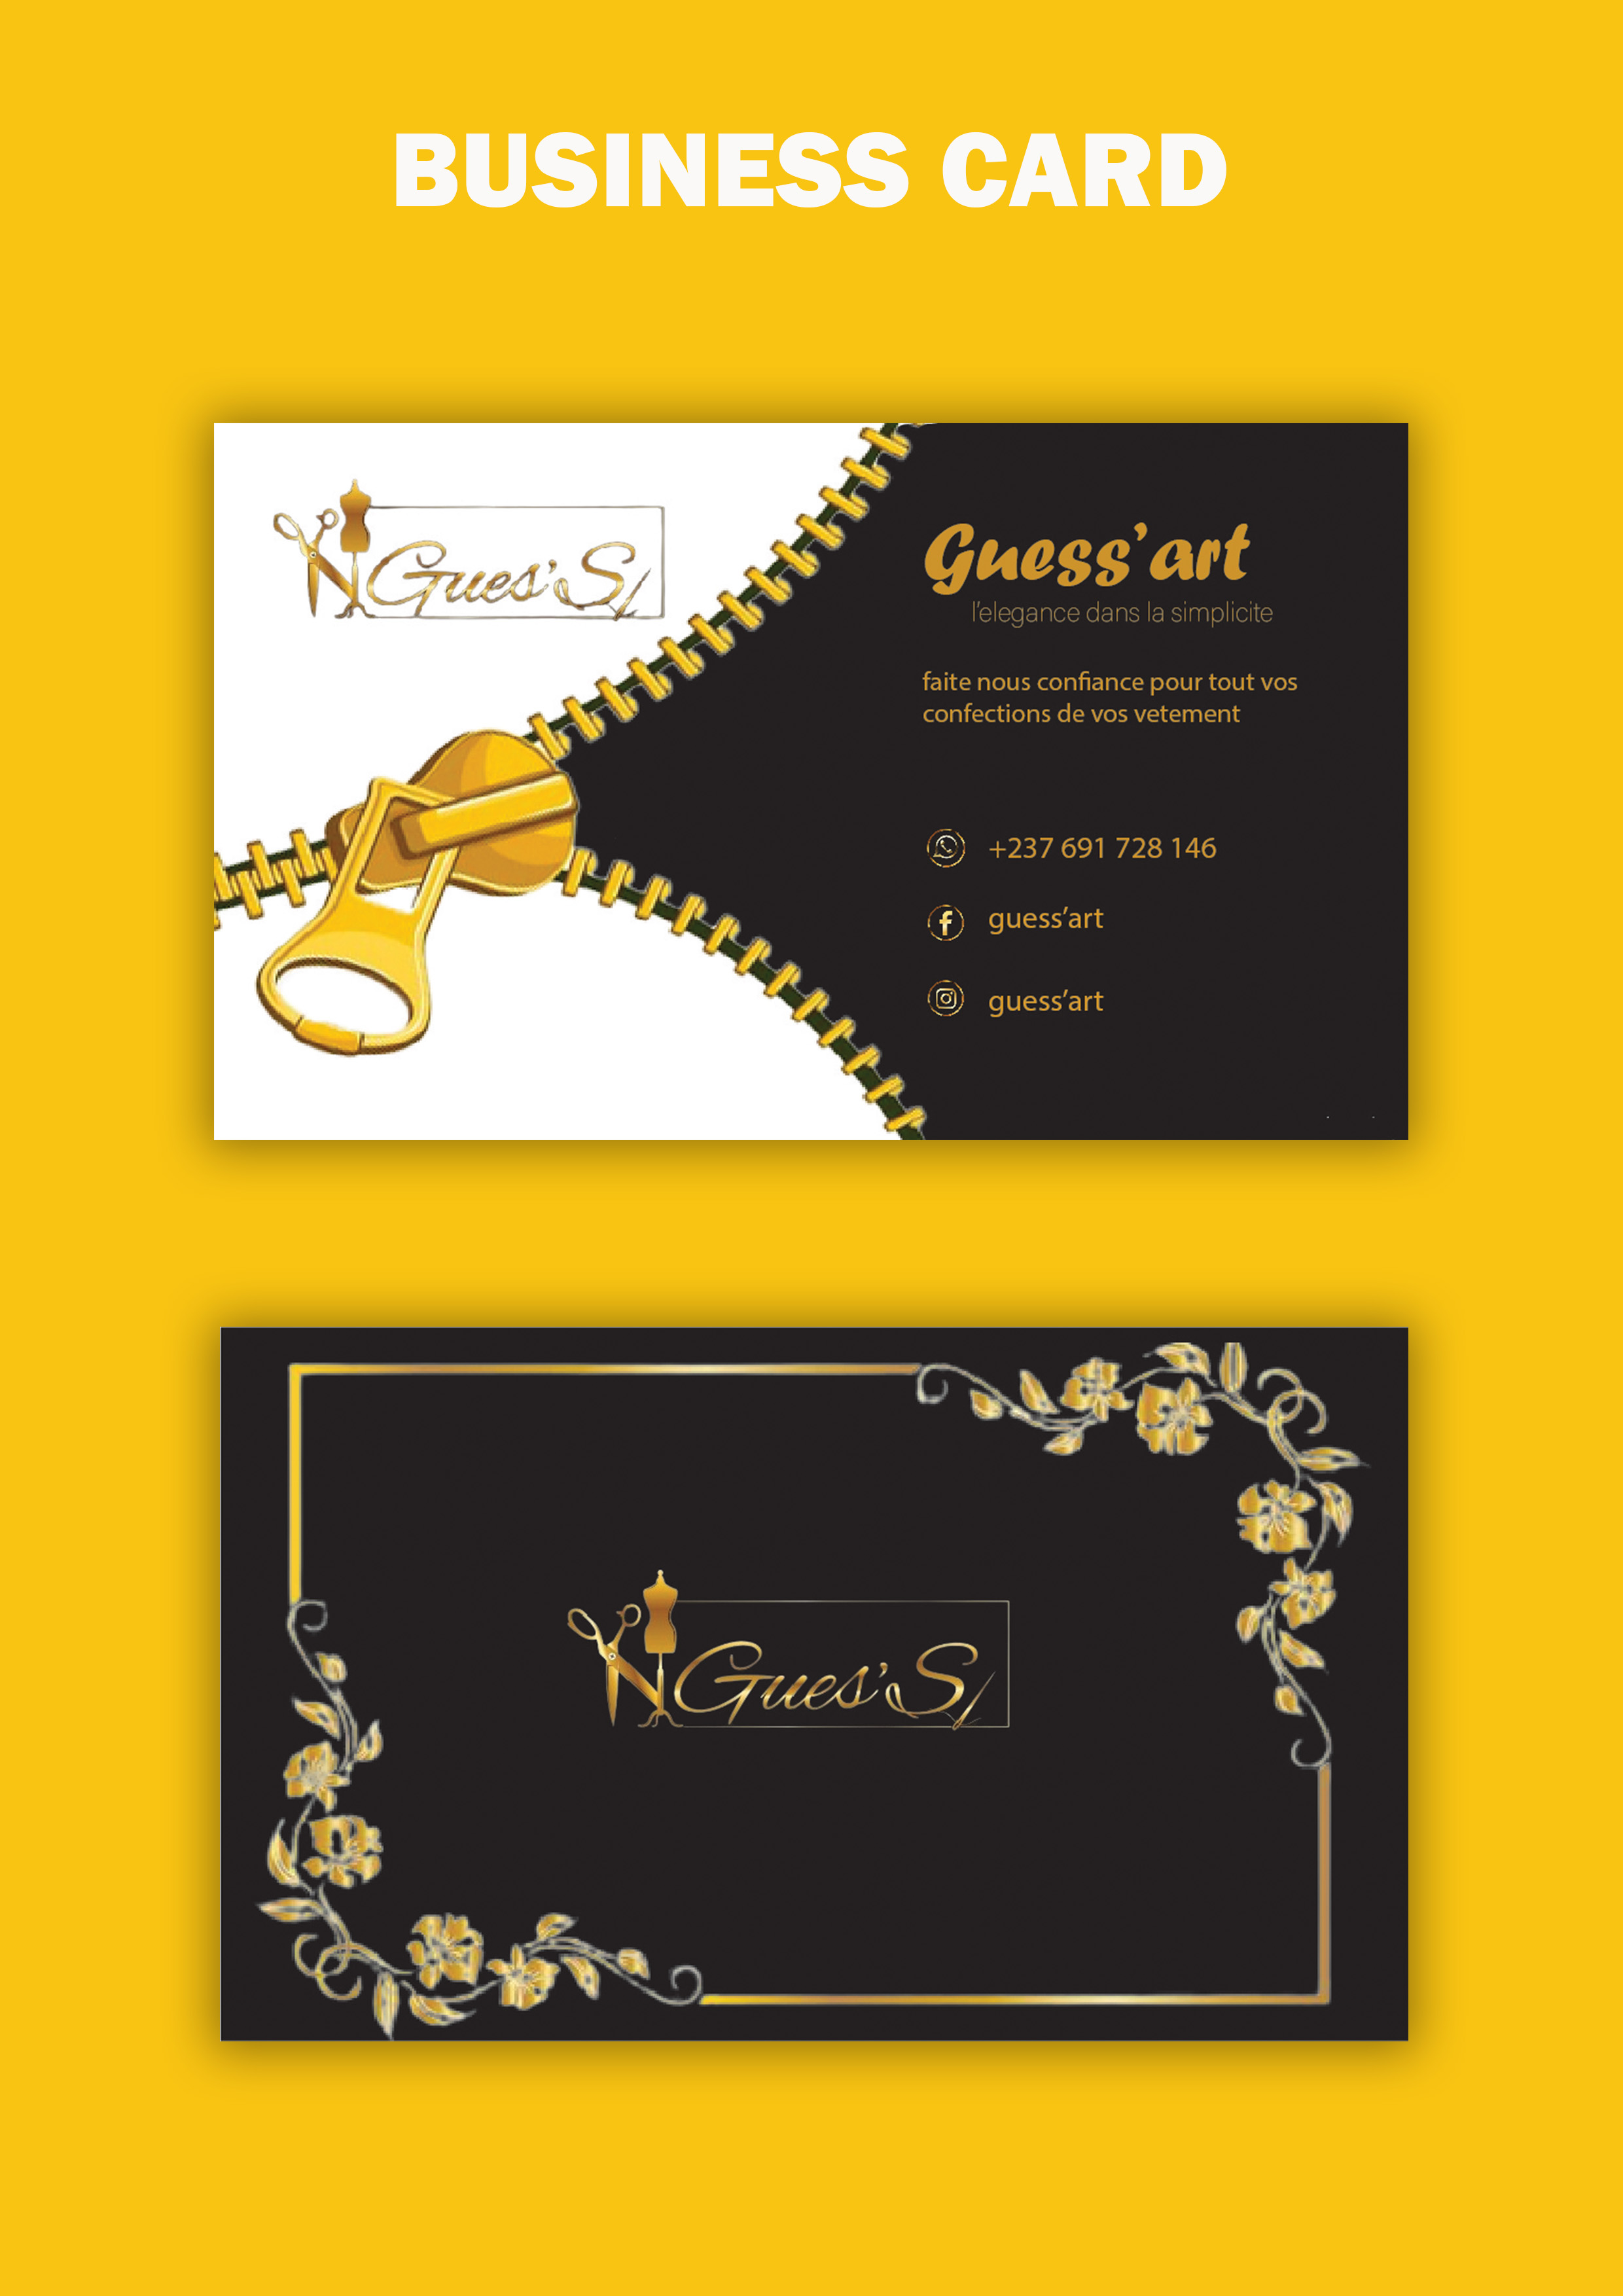 BUSINESS CARD
N Gues'S
Guess'art
l'elegance dans la simplicite
faite nous confiance pour tout vos
confections de vos vetement
+237 691 728 146
guess'art
guess'art
N Gues'S